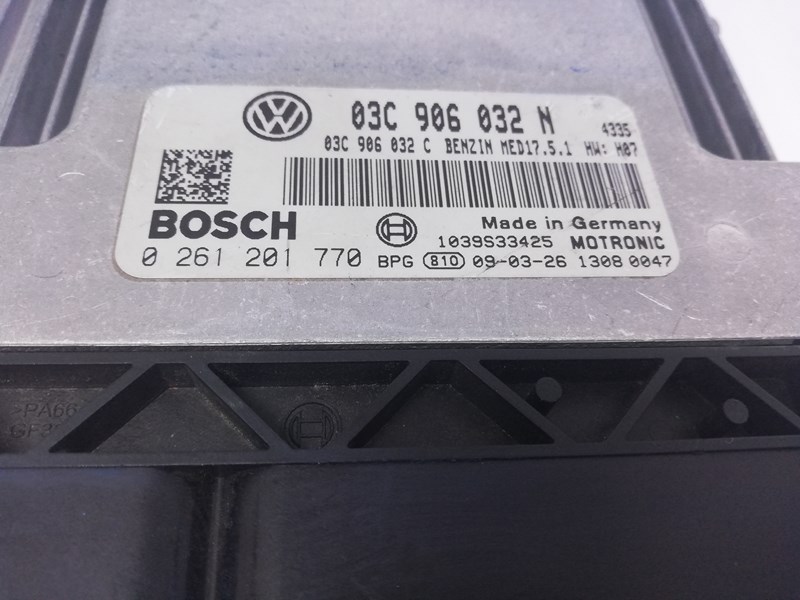 03C 906 032 N 4335
03C 906 032 C BENZIN MED17.5.1 HW: H07
BOSCH
Made in Germany
1039S33425 MOTRONIC
0 261 201 770 BPG 810 09-03-26 1308 0047
>PA66